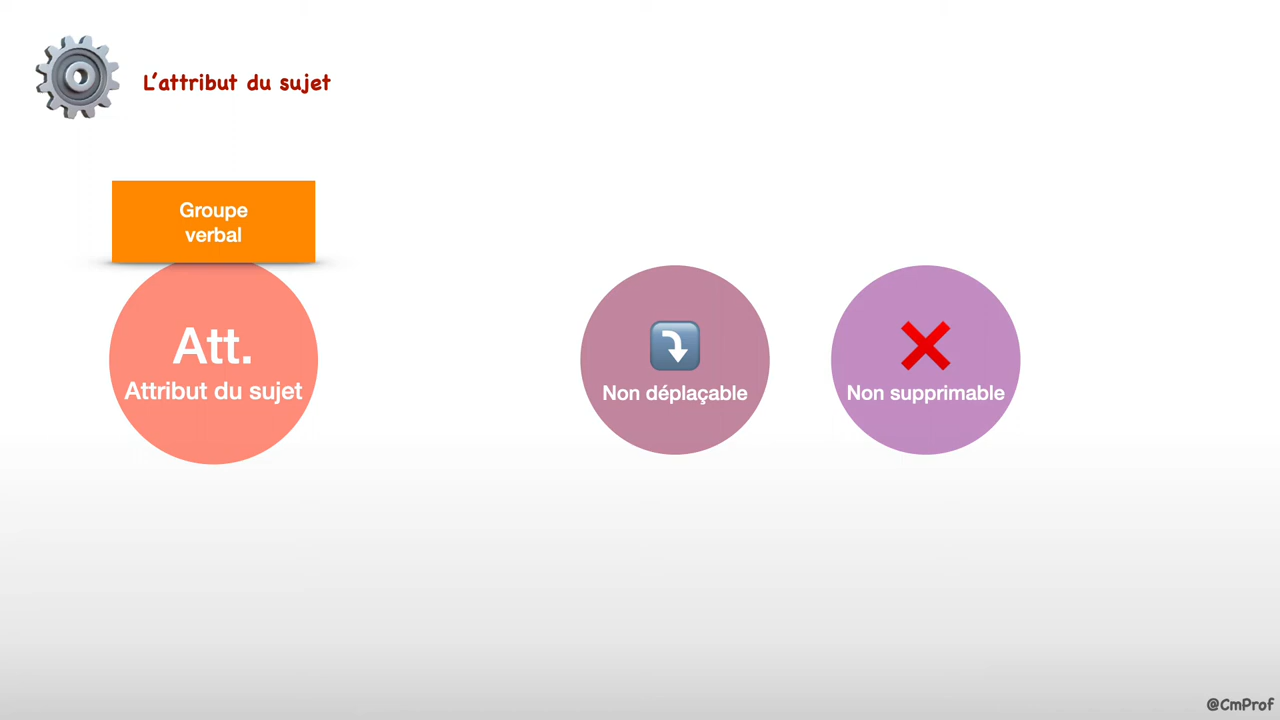 L'attribut du sujet
Groupe
verbal
Att.
Attribut du sujet
Non déplaçable
Non supprimable
@CmProf